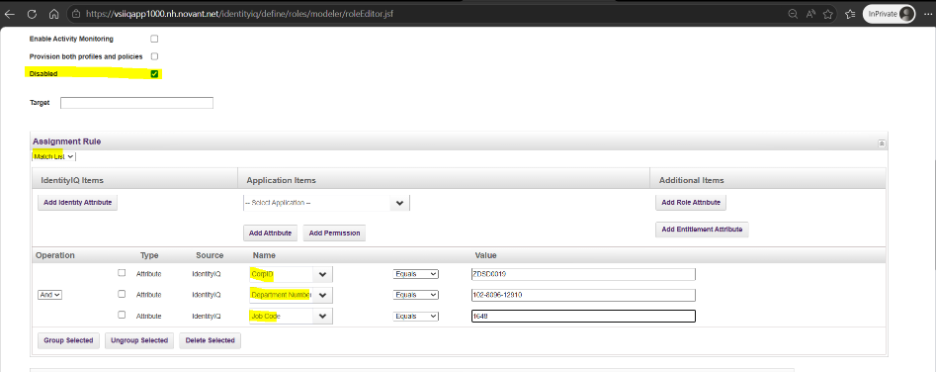 https://vsiiqapp1000.nh.novant.net/identityiq/define/roles/modeler/roleEditor.jsf
InPrivate
Enable Activity Monitoring
Provision both profiles and policies
Disabled
Target
Assignment Rule
Match List
IdentityIQ Items Application Items Additional Items
Add Identity Attribute -- Select Application -- Add Role Attribute
Add Attribute Add Permission Add Entitlement Attribute
Operation Type Source Name Value
Attribute IdentityIQ CorpID Equals ZDSD0019
And Attribute IdentityIQ Department Number Equals 102-8096-12910
Attribute IdentityIQ Job Code Equals 1648
Group Selected Ungroup Selected Delete Selected